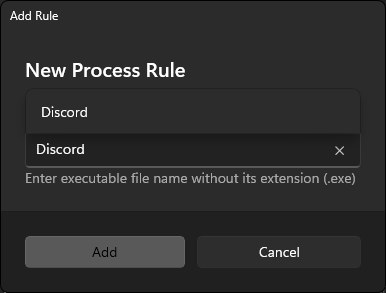 Add Rule
New Process Rule
Discord
Discord
Enter executable file name without its extension (.exe)
Add
Cancel